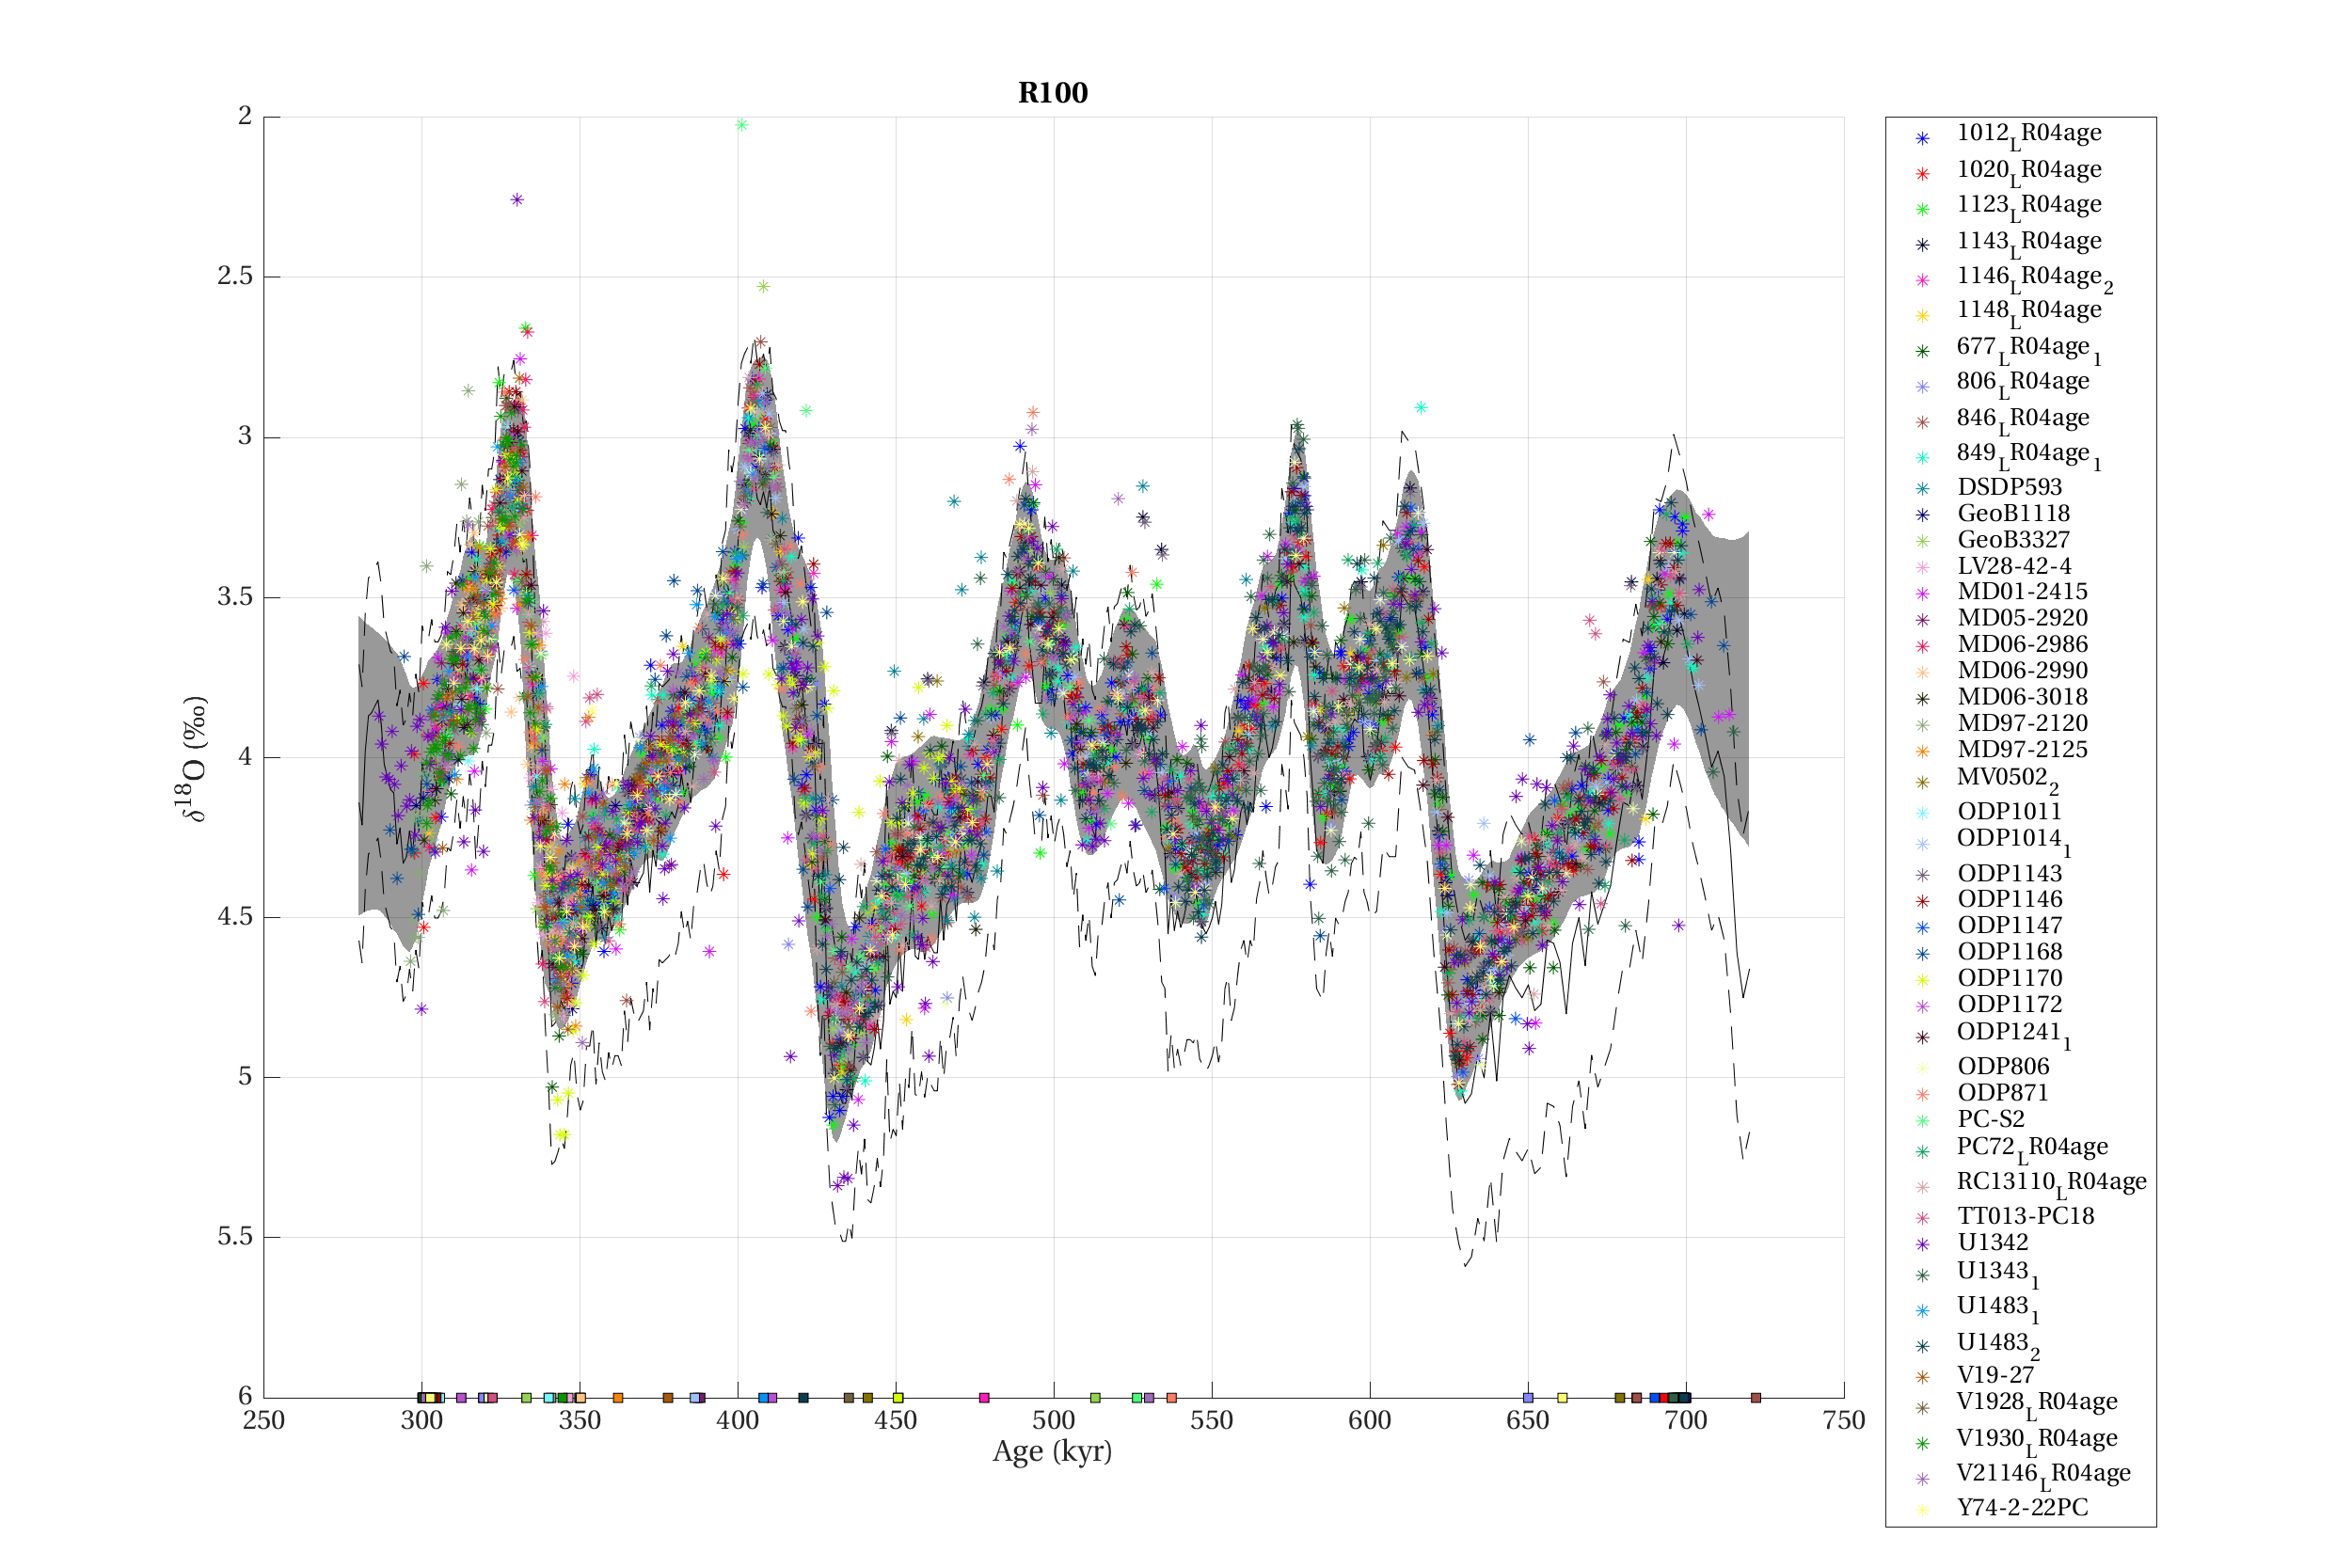 R100
2
2.5
3
3.5
4
4.5
5
5.5
6
δ18O (‰)
250 300 350 400 450 500 550 600 650 700 750
Age (kyr)
1012LR04age
1020LR04age
1123LR04age
1143LR04age
1146LR04age2
1148LR04age
677LR04age1
806LR04age
846LR04age
849LR04age1
DSDP593
GeoB1118
GeoB3327
LV28-42-4
MD01-2415
MD05-2920
MD06-2986
MD06-2990
MD06-3018
MD97-2120
MD97-2125
MV05022
ODP1011
ODP10141
ODP1143
ODP1146
ODP1147
ODP1168
ODP1170
ODP1172
ODP12411
ODP806
ODP871
PC-S2
PC72LR04age
RC13110LR04age
TT013-PC18
U1342
U13431
U14831
U14832
V19-27
V1928LR04age
V1930LR04age
V21146LR04age
Y74-2-22PC